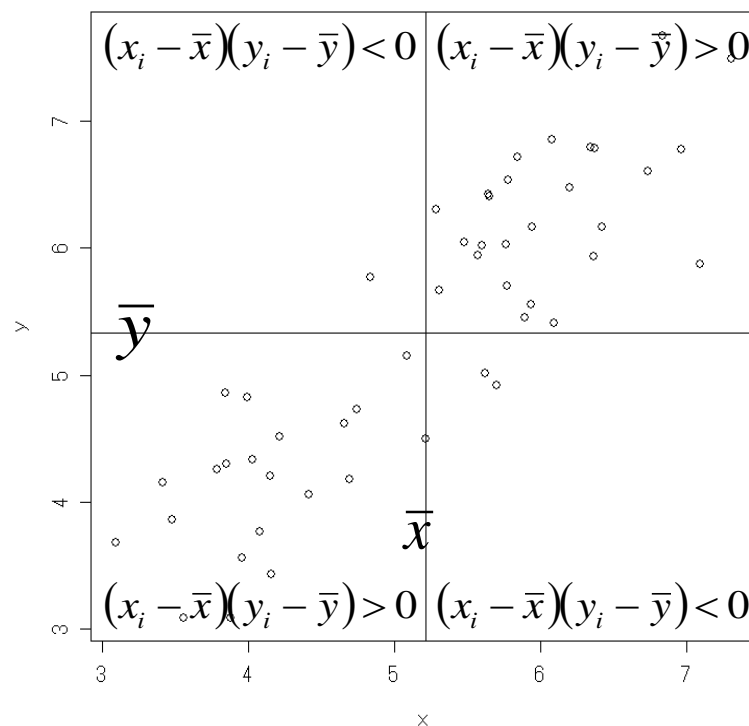 (x̅ᵢ − x̅)(yᵢ − y̅) < 0 (xᵢ − x̅)(yᵢ − y̅) > 0
7
6
y̅
y
5
4
x̅
(xᵢ − x̅)(yᵢ − y̅) > 0 (xᵢ − x̅)(yᵢ − y̅) < 0
3
3 4 5 6 7
x